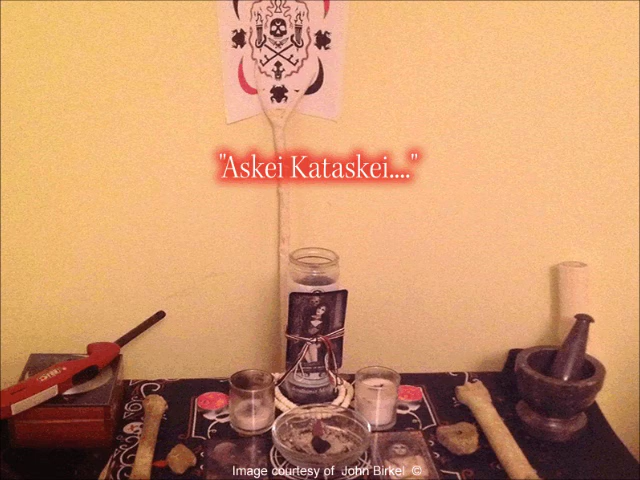 "Askei Kataskei...."
Image courtesy of John Birkel ©